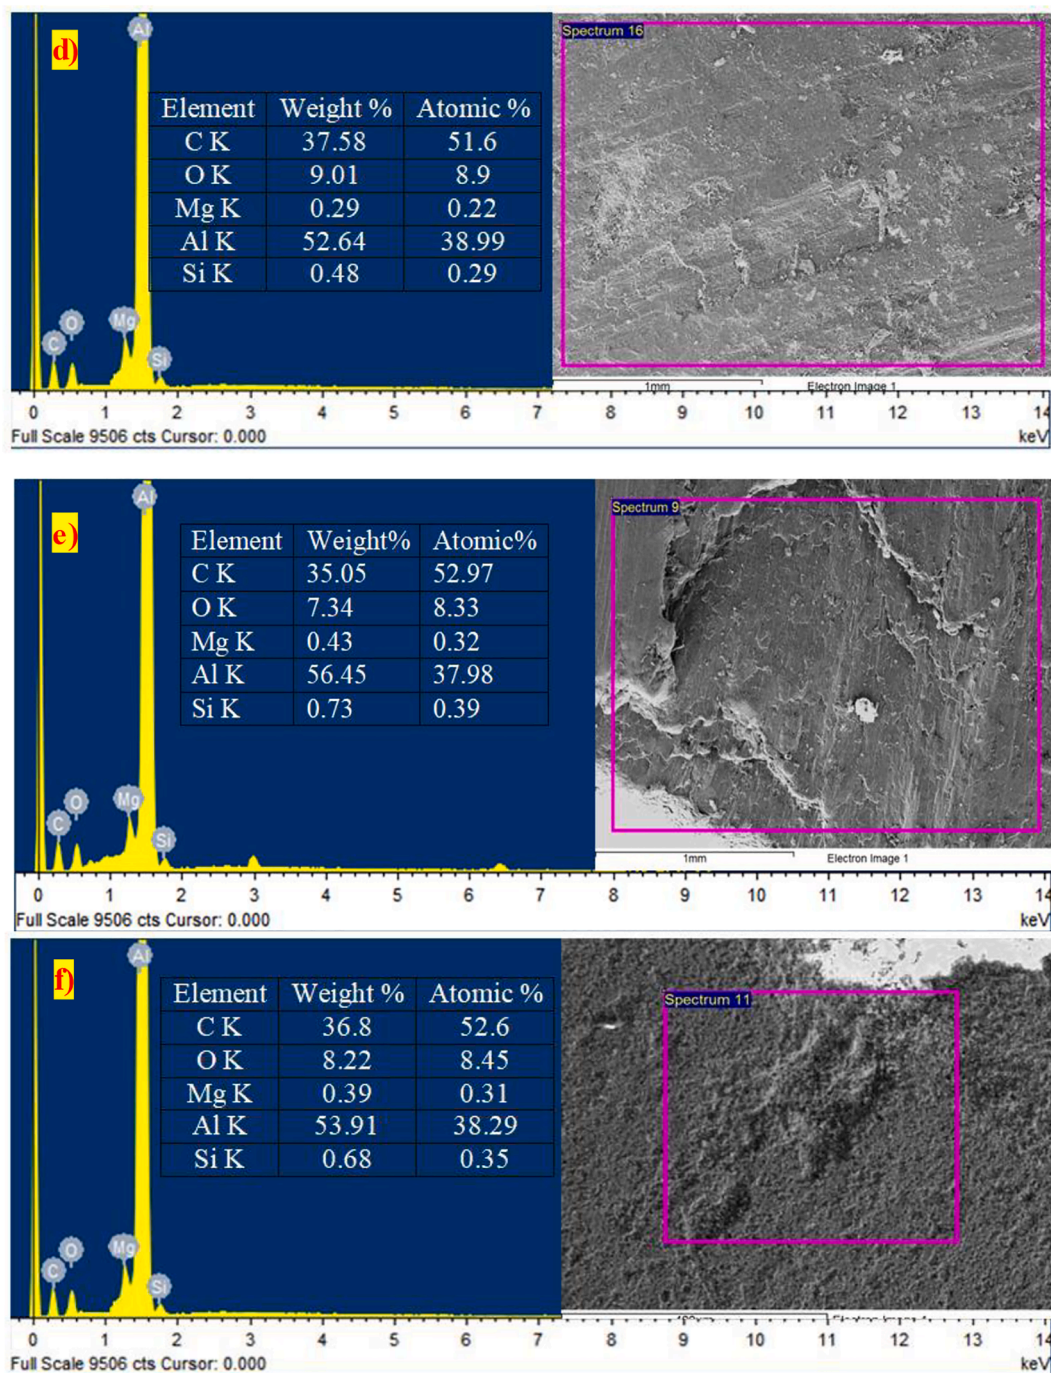 d)
Al
Spectrum 16
Element Weight % Atomic %
C K 37.58 51.6
O K 9.01 8.9
Mg K 0.29 0.22
Al K 52.64 38.99
Si K 0.48 0.29
C O Mg Si
1mm Electron Image 1
0 1 2 3 4 5 6 7 8 9 10 11 12 13 14
Full Scale 9506 cts Cursor: 0.000 keV
e)
Al
Spectrum 9
Element Weight% Atomic%
C K 35.05 52.97
O K 7.34 8.33
Mg K 0.43 0.32
Al K 56.45 37.98
Si K 0.73 0.39
C O Mg Si
1mm Electron Image 1
0 1 2 3 4 5 6 7 8 9 10 11 12 13 14
Full Scale 9506 cts Cursor: 0.000 keV
f)
Al
Spectrum 11
Element Weight % Atomic %
C K 36.8 52.6
O K 8.22 8.45
Mg K 0.39 0.31
Al K 53.91 38.29
Si K 0.68 0.35
C O Mg Si
0 1 2 3 4 5 6 7 8 9 10 11 12 13 14
Full Scale 9506 cts Cursor: 0.000 keV